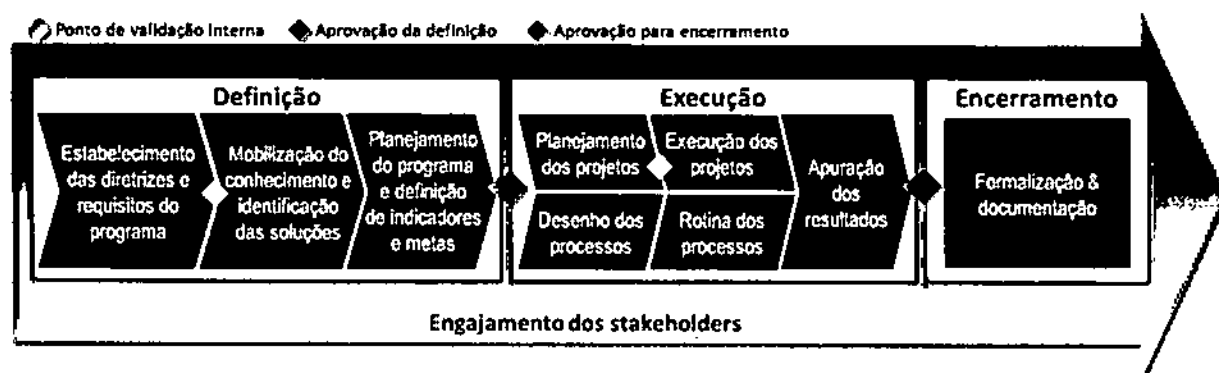 Ponto de validação Interna Aprovação da definição Aprovação para encerramento
Definição
Estabelecimento
das diretrizes e
requisitos do
programa
Mobilização do
conhecimento e
identificação
das soluções
Planejamento
do programa
e definição
de indicadores
e metas
Execução
Planejamento
dos projetos
Execução dos
projetos
Desenho dos
processos
Rotina dos
processos
Apuração
dos
resultados
Encerramento
Formalização &
documentação
Engajamento dos stakeholders